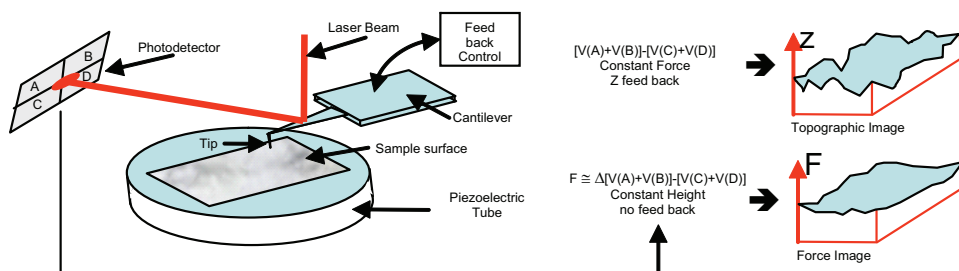 Photodetector
A
B
C
D
Laser Beam
Feed
back
Control
Cantilever
Tip
Sample surface
Piezoelectric
Tube
[V(A)+V(B)]-[V(C)+V(D)]
Constant Force
Z feed back
Z
Topographic Image
F ≅ Δ[V(A)+V(B)]-[V(C)+V(D)]
Constant Height
no feed back
F
Force Image